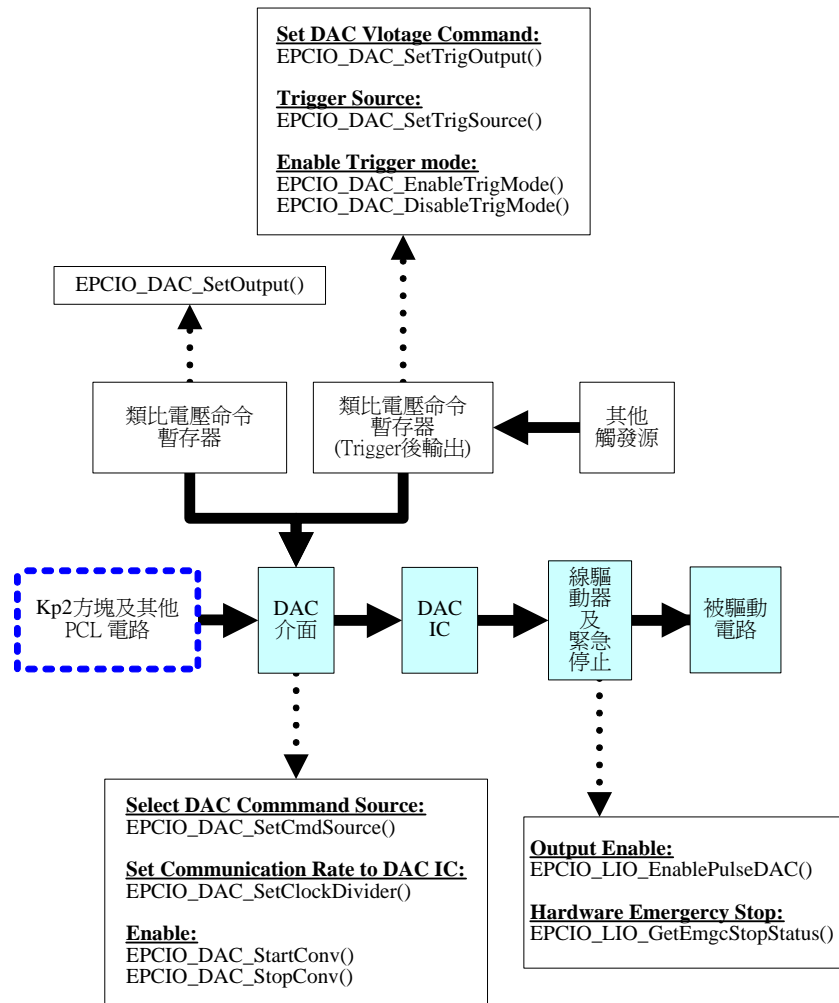 Set DAC Vlotage Command:
EPCIO_DAC_SetTrigOutput()
Trigger Source:
EPCIO_DAC_SetTrigSource()
Enable Trigger mode:
EPCIO_DAC_EnableTrigMode()
EPCIO_DAC_DisableTrigMode()
EPCIO_DAC_SetOutput()
類比電壓命令
暫存器
類比電壓命令
暫存器
(Trigger後輸出)
其他
觸發源
Kp2方塊及其他
PCL 電路
DAC
介面
DAC
IC
線驅
動器
及
緊急
停止
被驅動
電路
Select DAC Commmand Source:
EPCIO_DAC_SetCmdSource()
Set Communication Rate to DAC IC:
EPCIO_DAC_SetClockDivider()
Enable:
EPCIO_DAC_StartConv()
EPCIO_DAC_StopConv()
Output Enable:
EPCIO_LIO_EnablePulseDAC()
Hardware Emergercy Stop:
EPCIO_LIO_GetEmgcStopStatus()